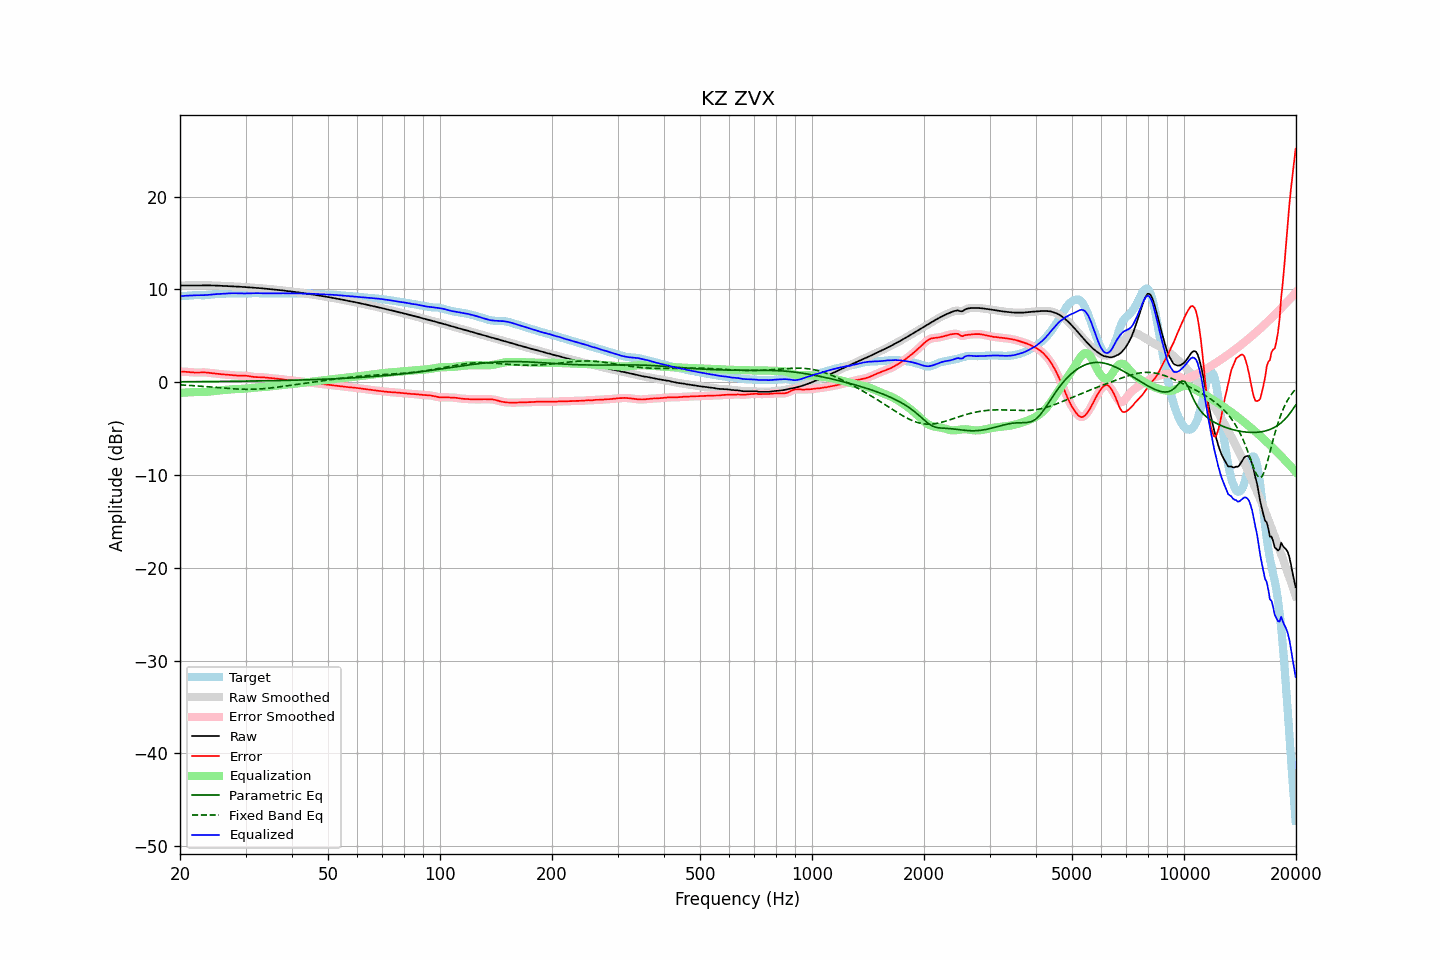 KZ ZVX
20
10
0
−10
−20
−30
−40
−50
Amplitude (dBr)
Target
Raw Smoothed
Error Smoothed
Raw
Error
Equalization
Parametric Eq
Fixed Band Eq
Equalized
20 50 100 200 500 1000 2000 5000 10000 20000
Frequency (Hz)